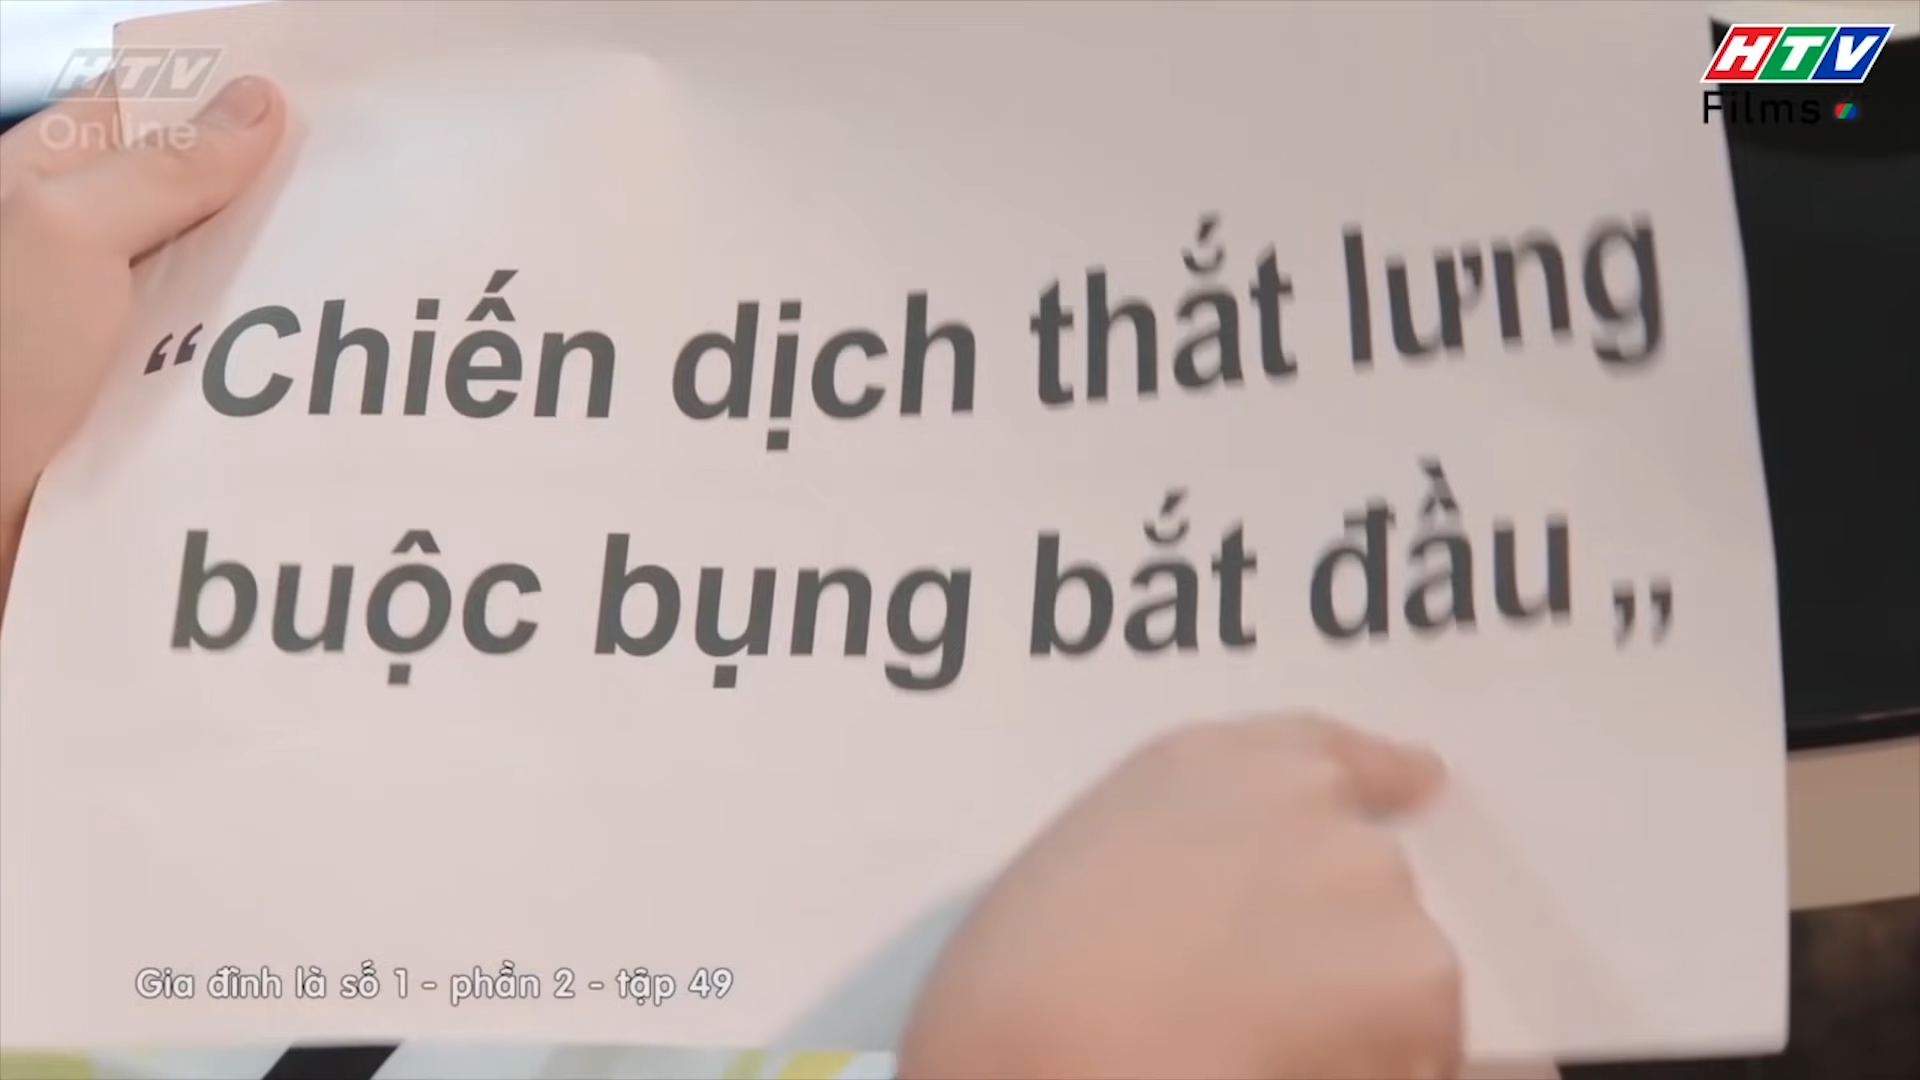 HTV
Online
HTV
Films
“Chiến dịch thắt lưng
buộc bụng bắt đầu „
Gia đình là số 1 - phần 2 - tập 49